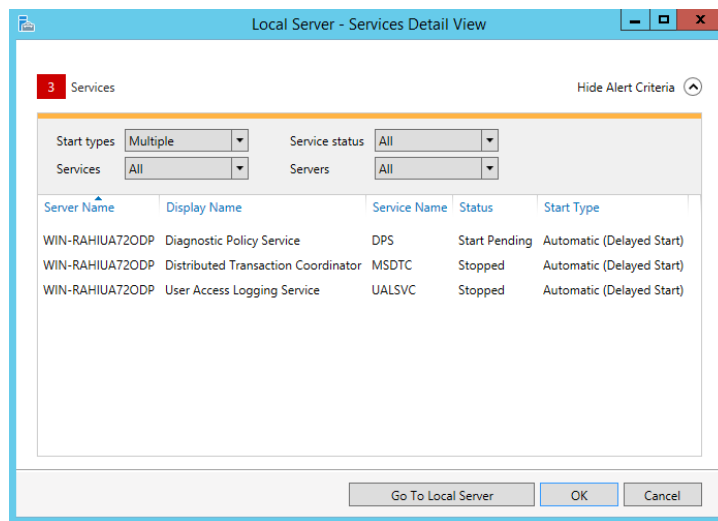 Local Server - Services Detail View
3 Services Hide Alert Criteria
Start types Multiple Service status All
Services All Servers All
Server Name Display Name Service Name Status Start Type
WIN-RAHIUA72ODP Diagnostic Policy Service DPS Start Pending Automatic (Delayed Start)
WIN-RAHIUA72ODP Distributed Transaction Coordinator MSDTC Stopped Automatic (Delayed Start)
WIN-RAHIUA72ODP User Access Logging Service UALSVC Stopped Automatic (Delayed Start)
Go To Local Server OK Cancel